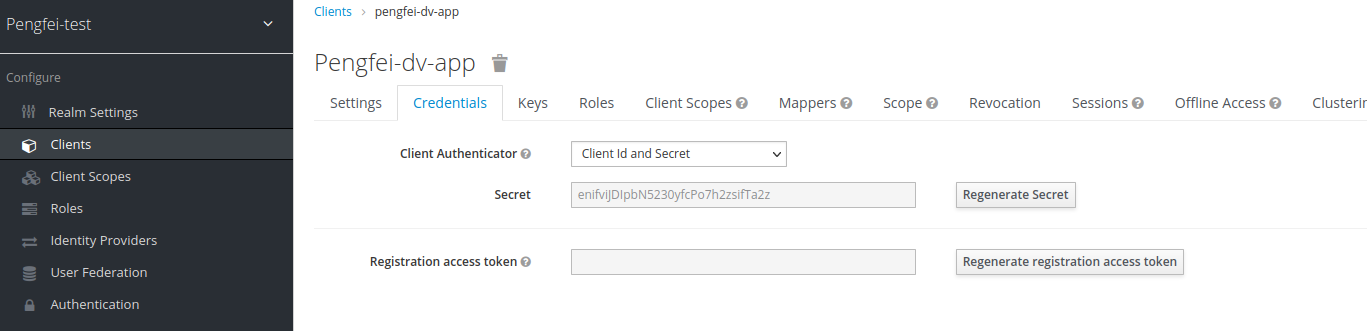 Pengfei-test
Configure
Realm Settings
Clients
Client Scopes
Roles
Identity Providers
User Federation
Authentication
Clients > pengfei-dv-app
Pengfei-dv-app
Settings Credentials Keys Roles Client Scopes Mappers Scope Revocation Sessions Offline Access
Client Authenticator Client Id and Secret
Secret enifviJDIpbN5230yfcPo7h2zsifTa2z Regenerate Secret
Registration access token Regenerate registration access token